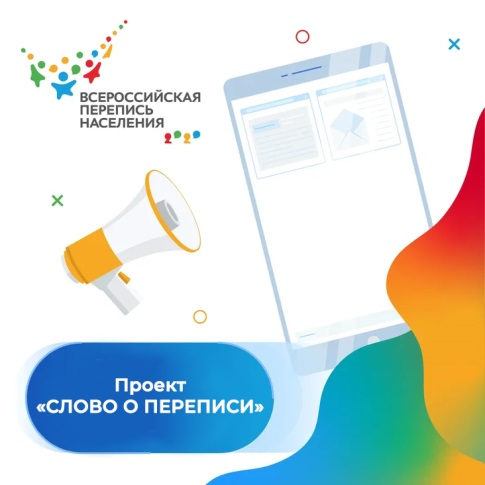 ВСЕРОССИЙСКАЯ
ПЕРЕПИСЬ
НАСЕЛЕНИЯ
2020
Проект
«СЛОВО О ПЕРЕПИСИ»